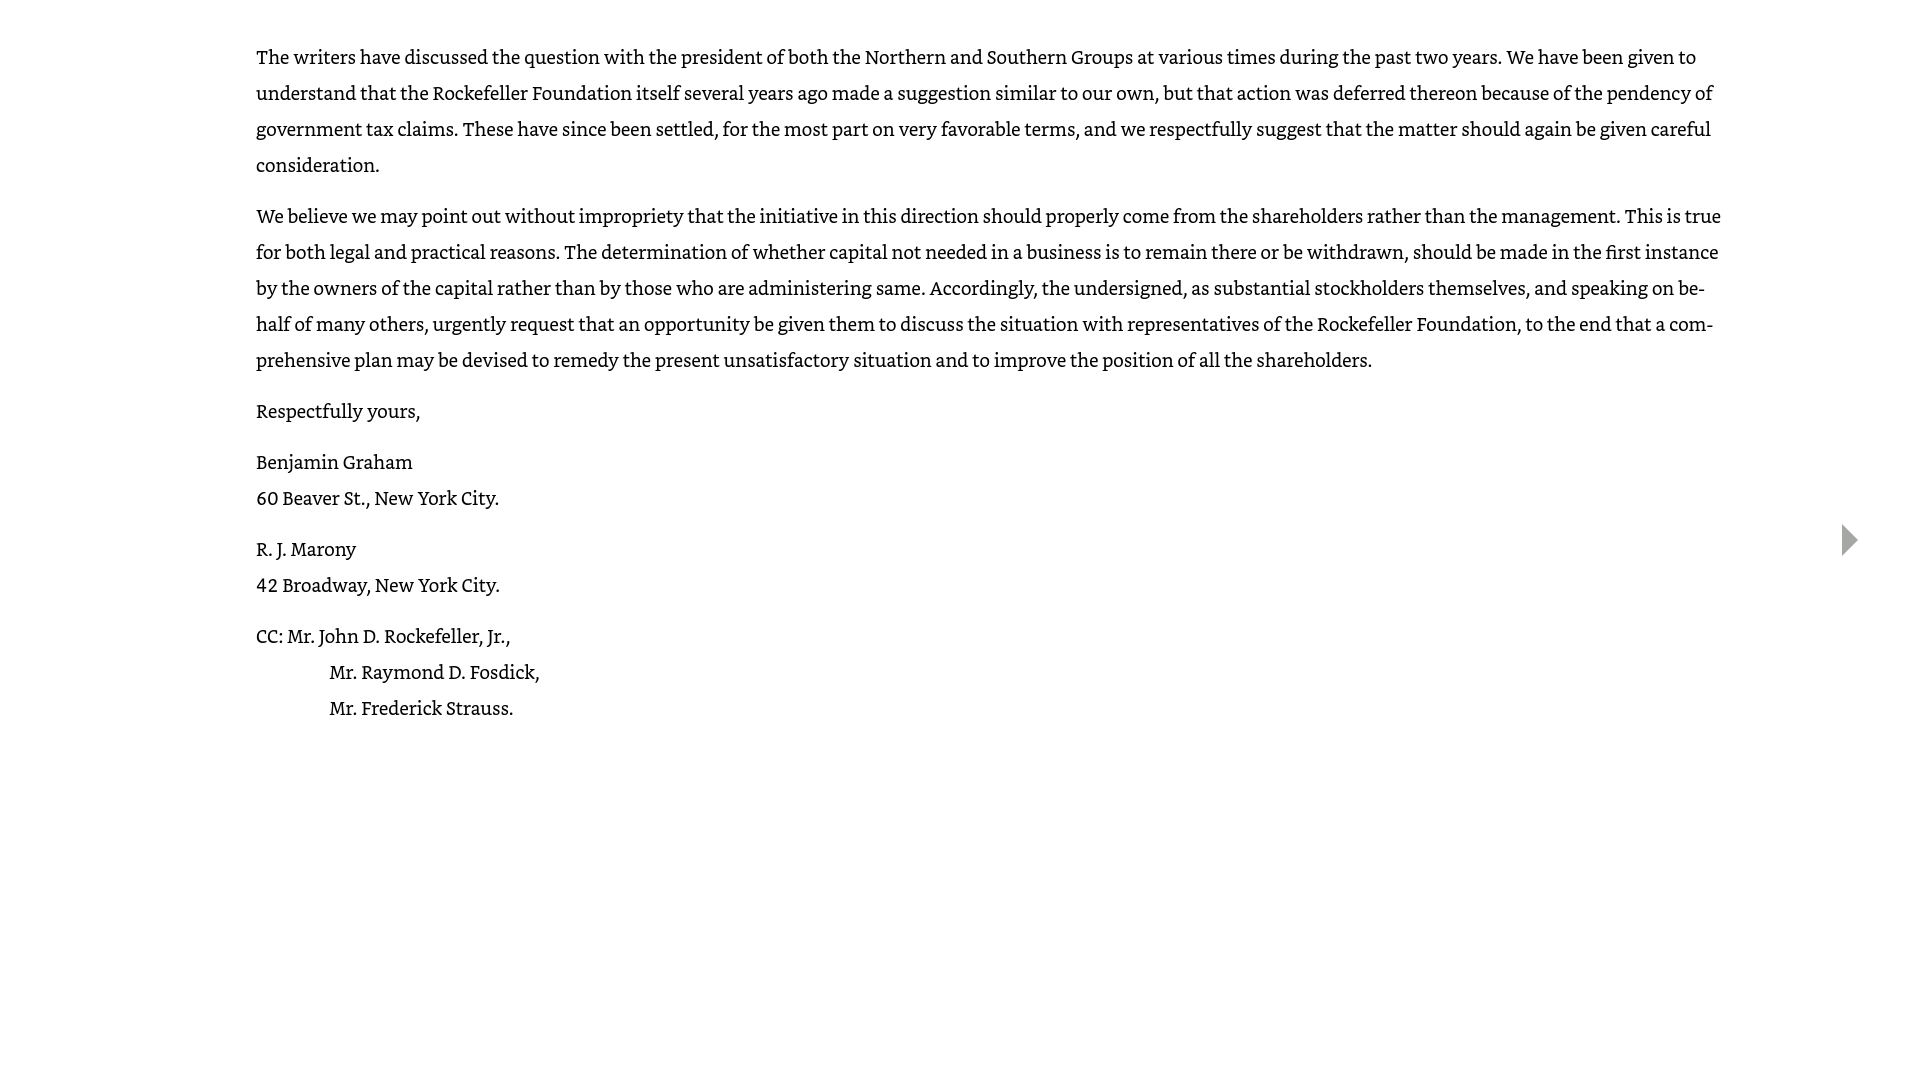 The writers have discussed the question with the president of both the Northern and Southern Groups at various times during the past two years. We have been given to
understand that the Rockefeller Foundation itself several years ago made a suggestion similar to our own, but that action was deferred thereon because of the pendency of
government tax claims. These have since been settled, for the most part on very favorable terms, and we respectfully suggest that the matter should again be given careful
consideration.
We believe we may point out without impropriety that the initiative in this direction should properly come from the shareholders rather than the management. This is true
for both legal and practical reasons. The determination of whether capital not needed in a business is to remain there or be withdrawn, should be made in the first instance
by the owners of the capital rather than by those who are administering same. Accordingly, the undersigned, as substantial stockholders themselves, and speaking on be-
half of many others, urgently request that an opportunity be given them to discuss the situation with representatives of the Rockefeller Foundation, to the end that a com-
prehensive plan may be devised to remedy the present unsatisfactory situation and to improve the position of all the shareholders.
Respectfully yours,
Benjamin Graham
60 Beaver St., New York City.
R. J. Marony
42 Broadway, New York City.
CC: Mr. John D. Rockefeller, Jr.,
Mr. Raymond D. Fosdick,
Mr. Frederick Strauss.